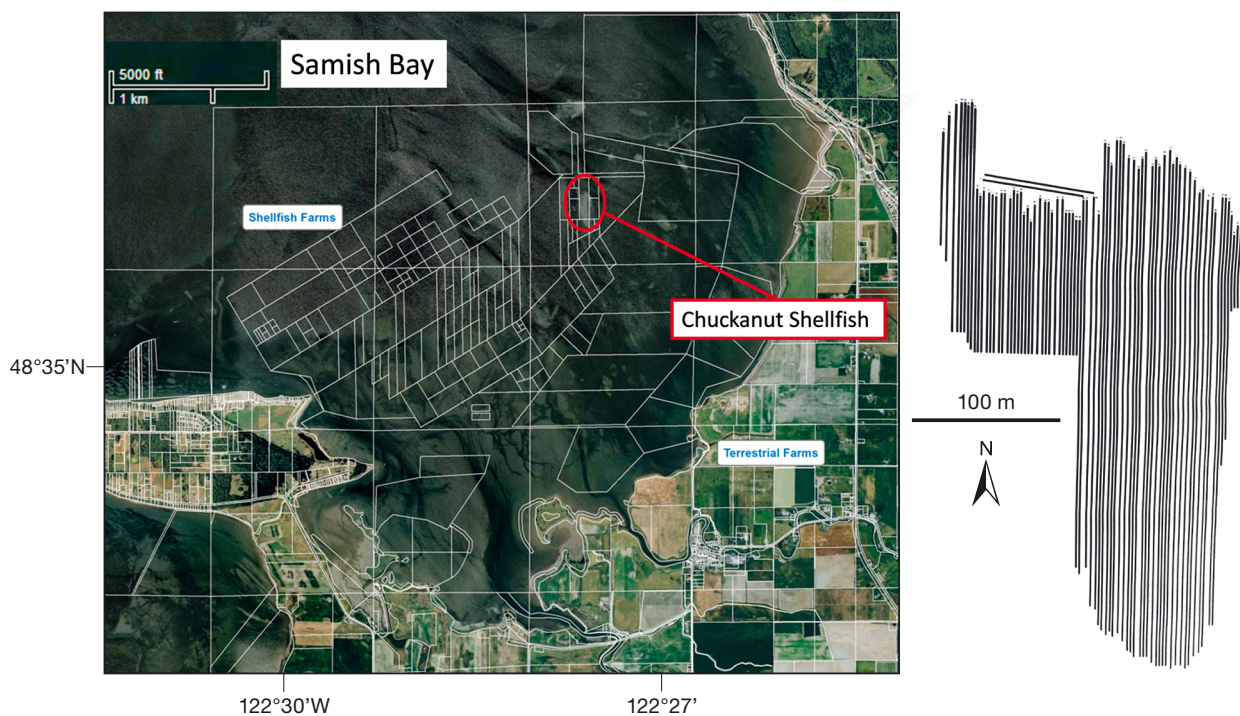 5000 ft
1 km
Samish Bay
Shellfish Farms
Chuckanut Shellfish
48°35’N
100 m
N
Terrestrial Farms
122°30’W
122°27’